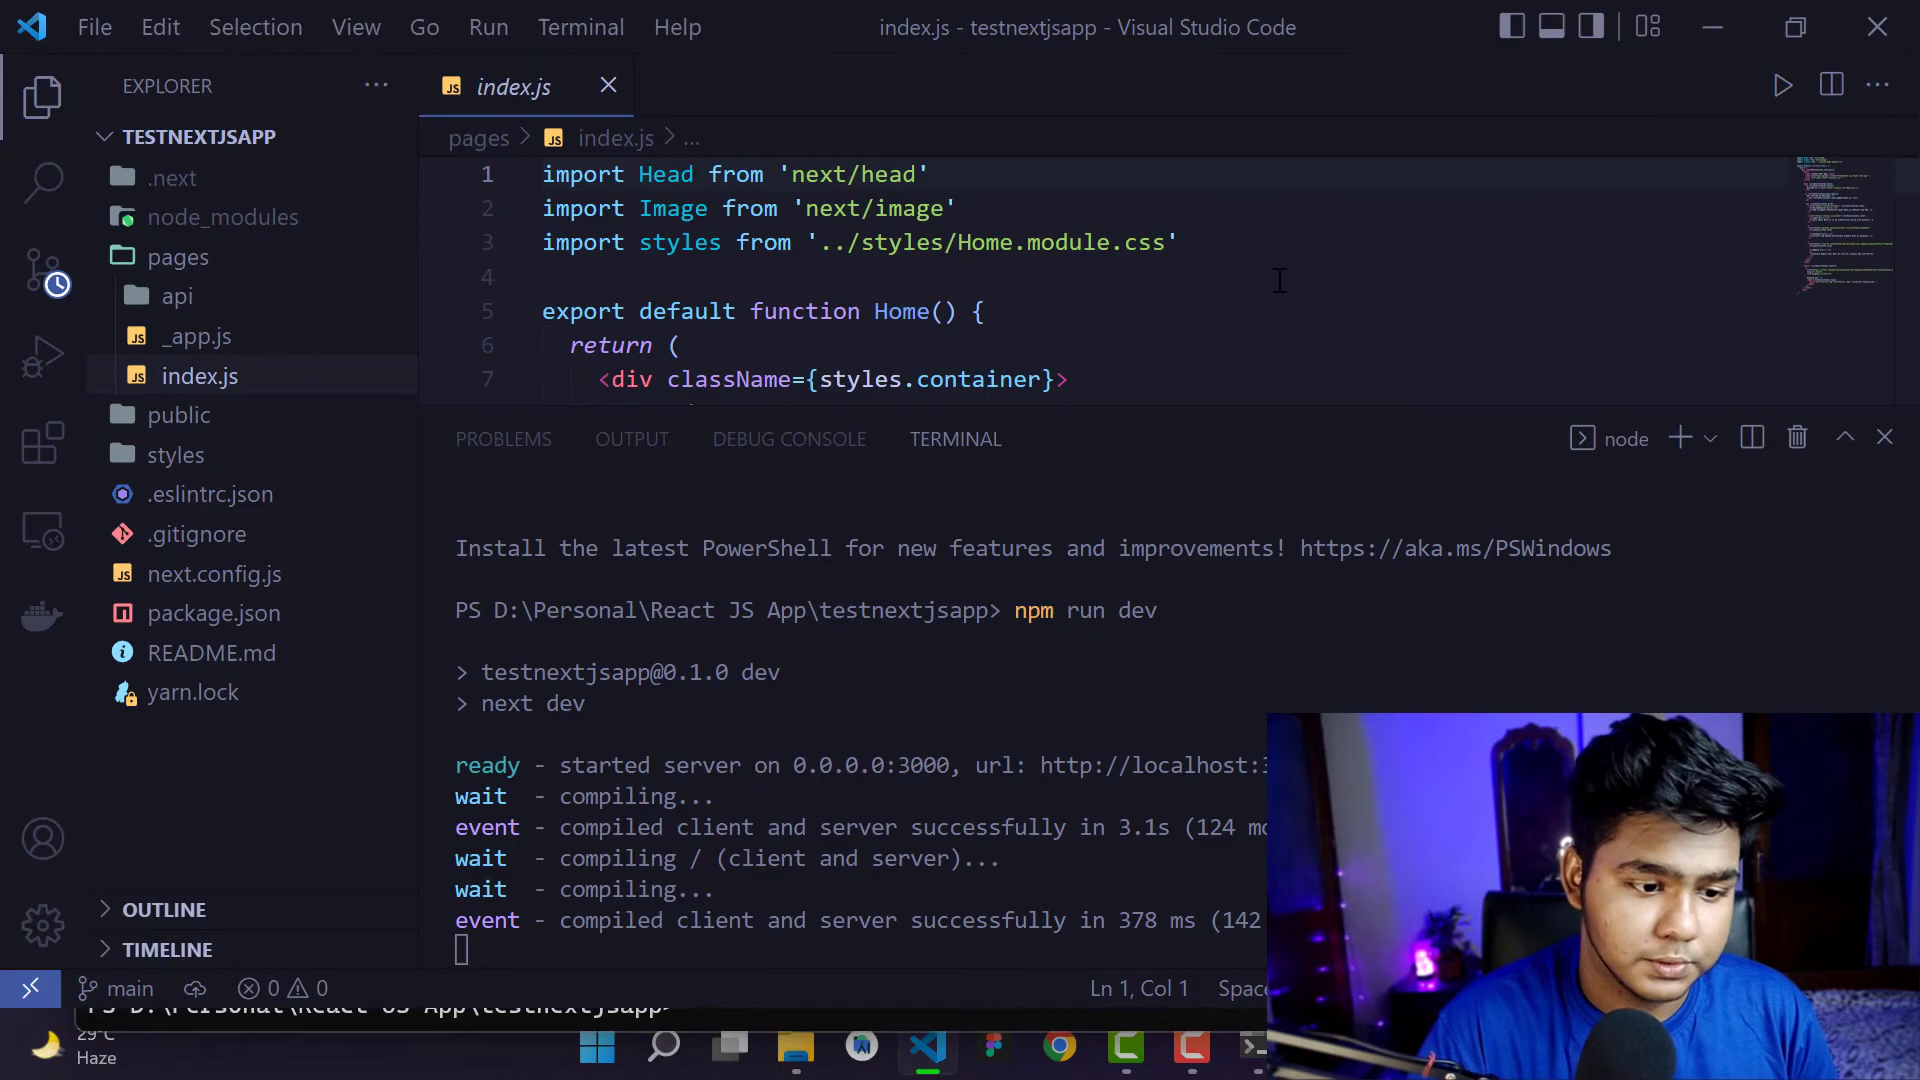 File Edit Selection View Go Run Terminal Help index.js - testnextjsapp - Visual Studio Code
EXPLORER
TESTNEXTJSAPP
.next
node_modules
pages
api
_app.js
index.js
public
styles
.eslintrc.json
.gitignore
next.config.js
package.json
README.md
yarn.lock
OUTLINE
TIMELINE
index.js
pages > index.js > ...
1 import Head from 'next/head'
2 import Image from 'next/image'
3 import styles from '../styles/Home.module.css'
4
5 export default function Home() {
6 return (
7 <div className={styles.container}>
PROBLEMS OUTPUT DEBUG CONSOLE TERMINAL node
Install the latest PowerShell for new features and improvements! https://aka.ms/PSWindows
PS D:\Personal\React JS App\testnextjsapp> npm run dev
> testnextjsapp@0.1.0 dev
> next dev
ready - started server on 0.0.0.0:3000, url: http://localhost:
wait - compiling...
event - compiled client and server successfully in 3.1s (124
wait - compiling / (client and server)...
wait - compiling...
event - compiled client and server successfully in 378 ms (142
main 0 0 Ln 1, Col 1
PS D:\Personal\React JS App\testnextjsapp>
29°C
Haze